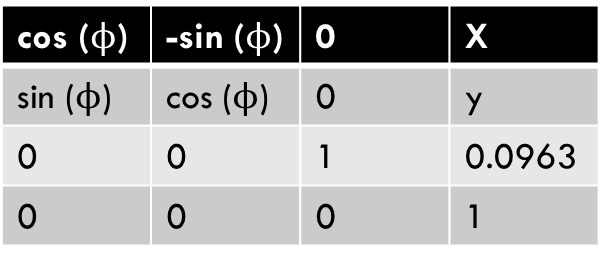 cos (ϕ) -sin (ϕ) 0 X
sin (ϕ) cos (ϕ) 0 y
0 0 1 0.0963
0 0 0 1